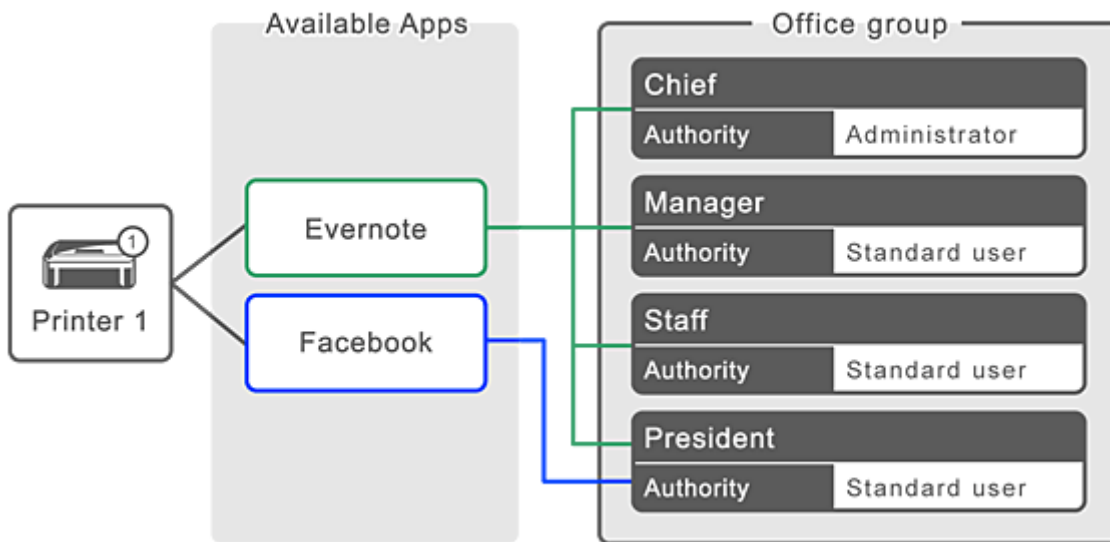 Available Apps
Office group
Chief
Authority Administrator
Manager
Authority Standard user
Staff
Authority Standard user
President
Authority Standard user
Evernote
Facebook
1
Printer 1